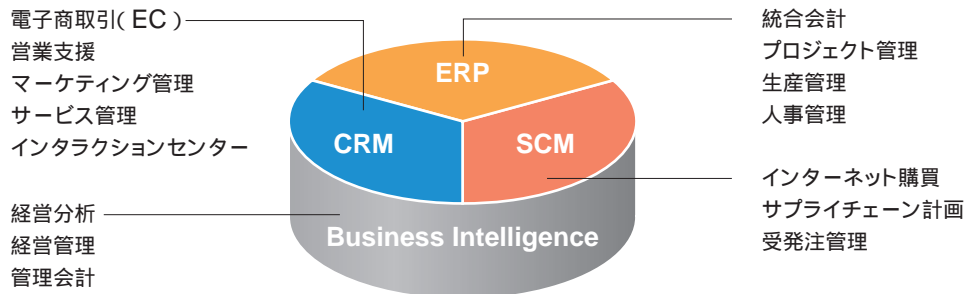 電子商取引( EC )
営業支援
マーケティング管理
サービス管理
インタラクションセンター
経営分析
経営管理
管理会計
ERP
CRM
SCM
Business Intelligence
統合会計
プロジェクト管理
生産管理
人事管理
インターネット購買
サプライチェーン計画
受発注管理